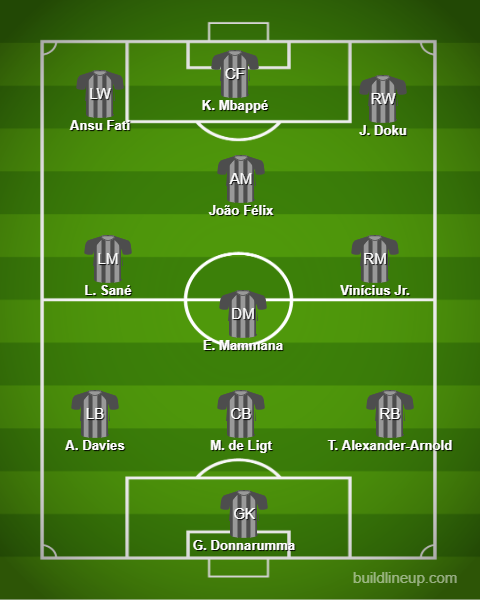 CF
K. Mbappé
LW
Ansu Fati
RW
J. Doku
AM
João Félix
LM
L. Sané
RM
Vinícius Jr.
DM
E. Mammana
LB
A. Davies
CB
M. de Ligt
RB
T. Alexander-Arnold
GK
G. Donnarumma
buildlineup.com